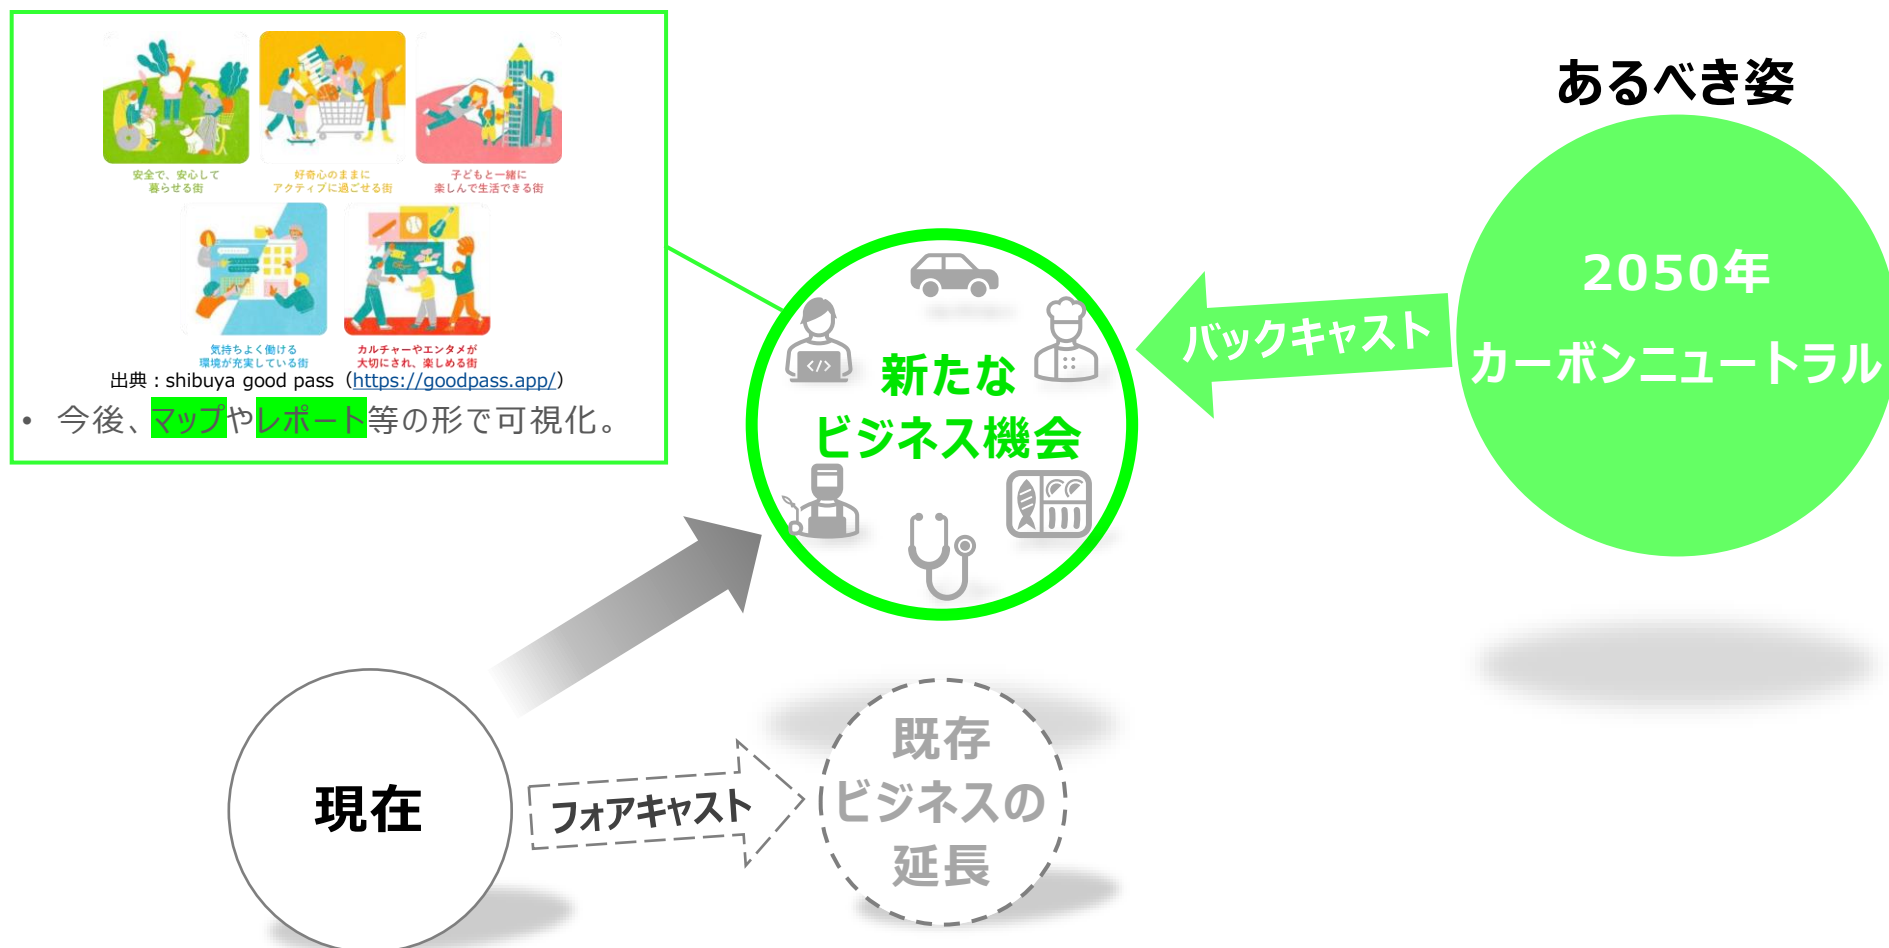 安全で、安心して
暮らせる街
好奇心のままに
アクティブに過ごせる街
子どもと一緒に
楽しんで生活できる街
気持ちよく働ける
環境が充実している街
カルチャーやエンタメが
大切にされ、楽しめる街
出典：shibuya good pass（https://goodpass.app/）
• 今後、マップやレポート等の形で可視化。
あるべき姿
2050年
カーボンニュートラル
バックキャスト
</>
新たな
ビジネス機会
現在
フォアキャスト
既存
ビジネスの
延長